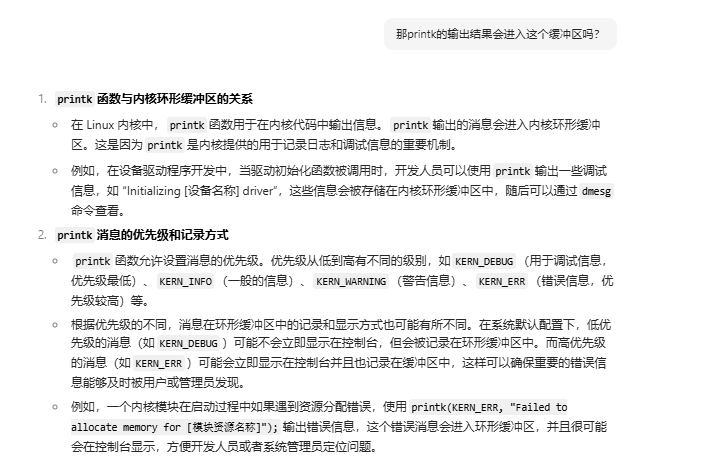 那printk的输出结果会进入这个缓冲区吗？
1. printk 函数与内核环形缓冲区的关系
在 Linux 内核中， printk 函数用于在内核代码中输出信息。 printk 输出的消息会进入内核环形缓冲
区。这是因为 printk 是内核提供的用于记录日志和调试信息的重要机制。
例如，在设备驱动程序开发中，当驱动初始化函数被调用时，开发人员可以使用 printk 输出一些调试
信息，如 “Initializing [设备名称] driver”，这些信息会被存储在内核环形缓冲区中，随后可以通过 dmesg
命令查看。
2. printk 消息的优先级和记录方式
printk 函数允许设置消息的优先级。优先级从低到高有不同的级别，如 KERN_DEBUG （用于调试信息，
优先级最低）、 KERN_INFO （一般的信息）、 KERN_WARNING （警告信息）、 KERN_ERR （错误信息，优
先级较高）等。
根据优先级的不同，消息在环形缓冲区中的记录和显示方式也可能有所不同。在系统默认配置下，低优
先级的消息（如 KERN_DEBUG ）可能不会立即显示在控制台，但会被记录在环形缓冲区中。而高优先级
的消息（如 KERN_ERR ）可能会立即显示在控制台并且也记录在缓冲区中，这样可以确保重要的错误信
息能够及时被用户或管理员发现。
例如，一个内核模块在启动过程中如果遇到资源分配错误，使用 printk(KERN_ERR, "Failed to
allocate memory for [模块资源名称]"); 输出错误信息，这个错误消息会进入环形缓冲区，并且很可能
会在控制台显示，方便开发人员或者系统管理员定位问题。